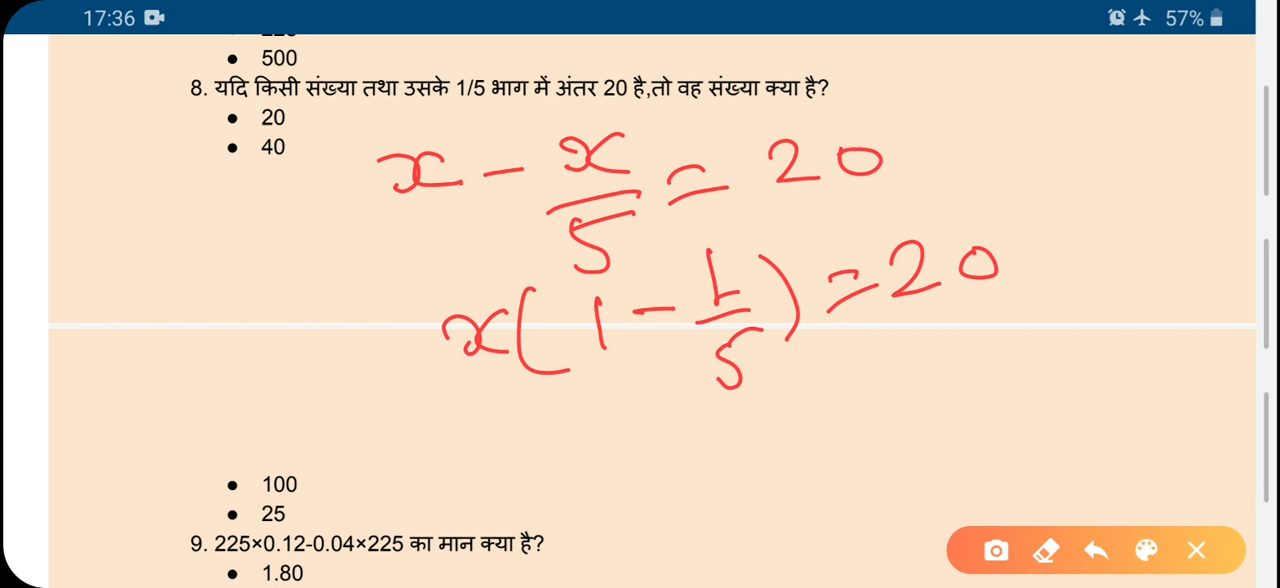 17:36 57%
• 500
8. यदि किसी संख्या तथा उसके 1/5 भाग में अंतर 20 है,तो वह संख्या क्या है?
• 20
• 40
x - x/5 = 20
x(1 - 1/5) = 20
• 100
• 25
9. 225×0.12-0.04×225 का मान क्या है?
• 1.80